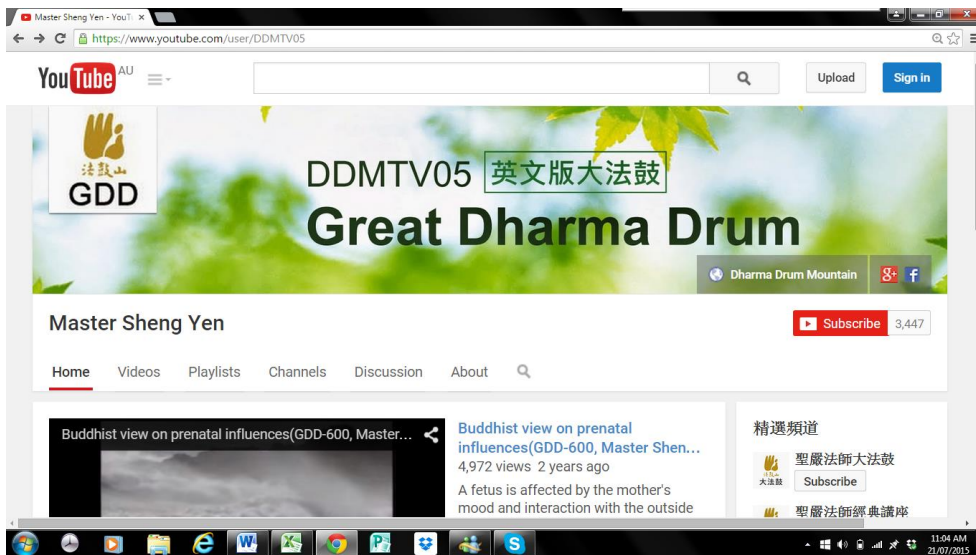 Master Sheng Yen - YouT
https://www.youtube.com/user/DDMTV05
YouTube AU
Upload
Sign in
法鼓山
GDD
DDMTV05 英文版大法鼓
Great Dharma Drum
Dharma Drum Mountain
Master Sheng Yen
Subscribe 3,447
Home Videos Playlists Channels Discussion About
Buddhist view on prenatal influences(GDD-600, Master...
Buddhist view on prenatal
influences(GDD-600, Master Shen...
4,972 views 2 years ago
A fetus is affected by the mother's
mood and interaction with the outside
精選頻道
聖嚴法師大法鼓
大法鼓
Subscribe
聖嚴法師經典講座
11:04 AM
21/07/2015